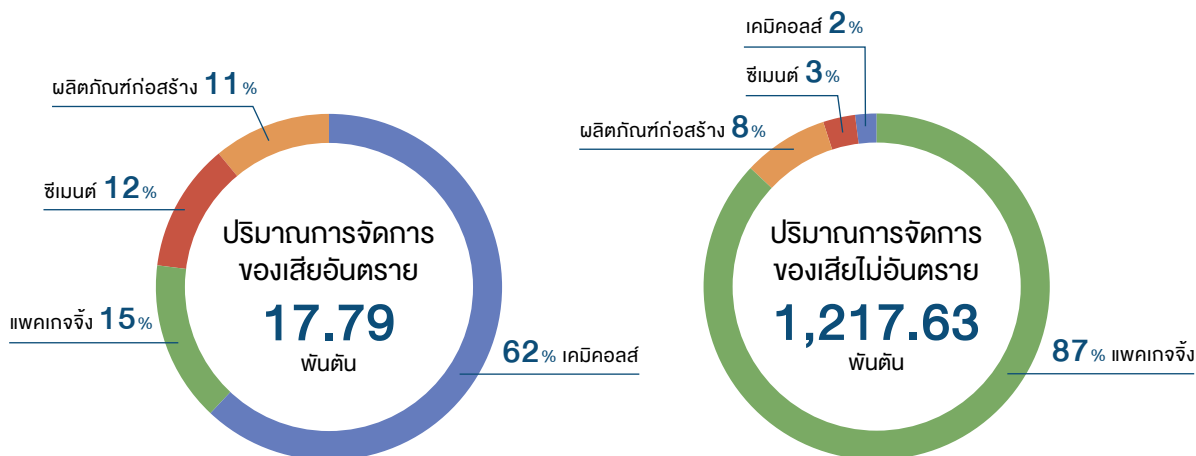 ผลิตภัณฑ์ก่อสร้าง 11%
ซีเมนต์ 12%
แพคเกจจิ้ง 15%
62% เคมิคอลส์
ปริมาณการจัดการ
ของเสียอันตราย
17.79
พันตัน
เคมิคอลส์ 2%
ซีเมนต์ 3%
ผลิตภัณฑ์ก่อสร้าง 8%
87% แพคเกจจิ้ง
ปริมาณการจัดการ
ของเสียไม่อันตราย
1,217.63
พันตัน